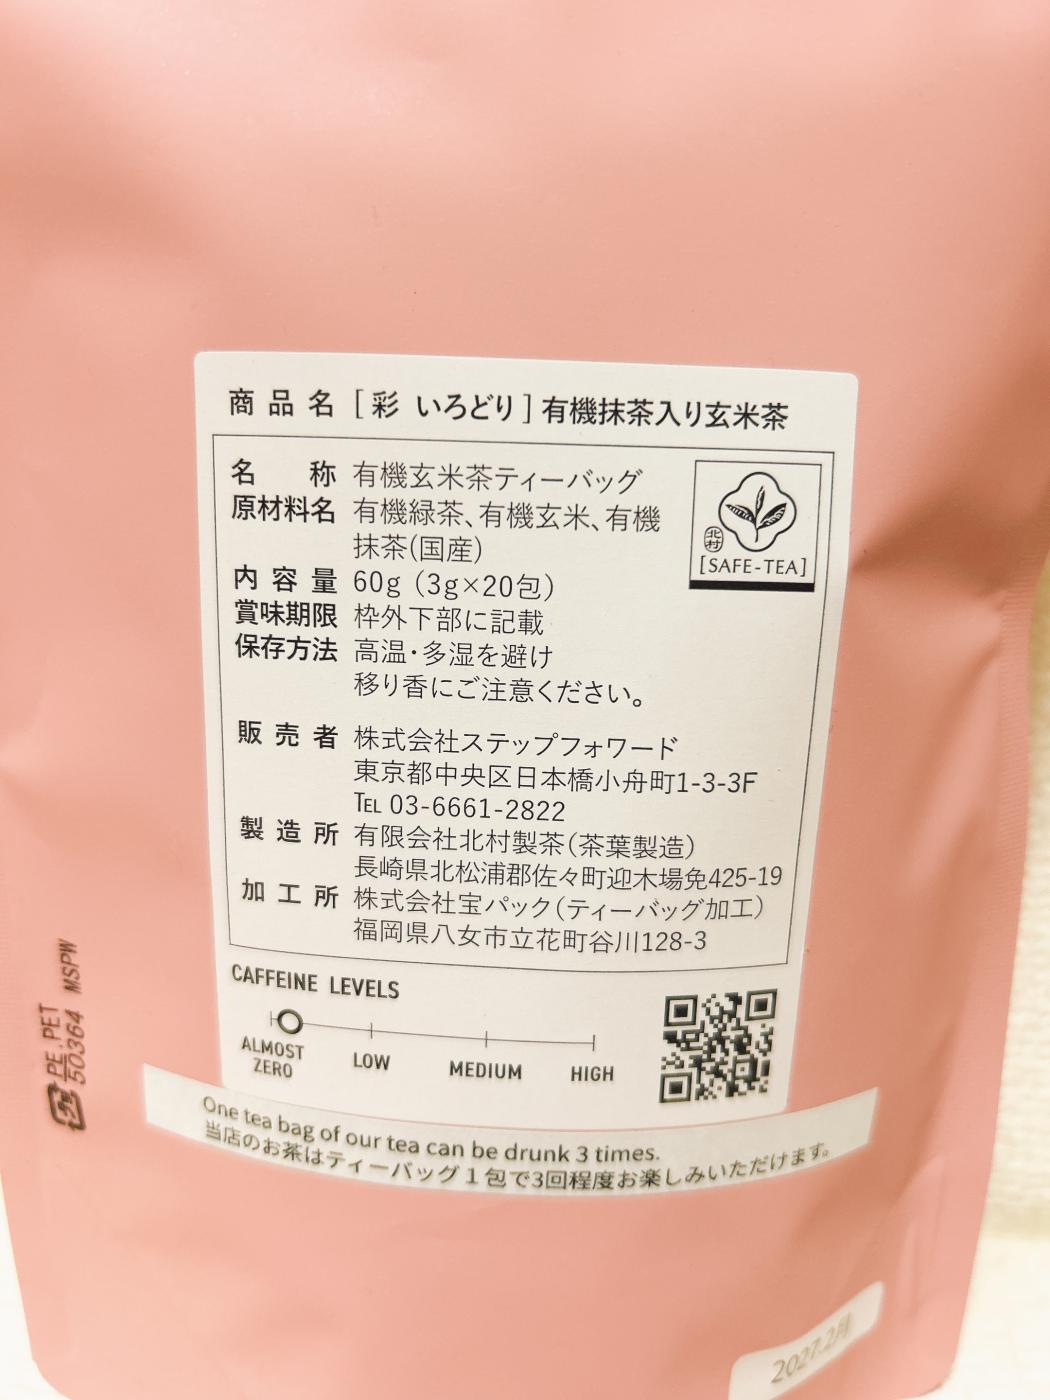 商品名 [彩 いろどり] 有機抹茶入り玄米茶
名称 有機玄米茶ティーバッグ
原材料名 有機緑茶、有機玄米、有機
抹茶(国産)
北村
[SAFE-TEA]
内容量 60g (3g×20包)
賞味期限 枠外下部に記載
保存方法 高温・多湿を避け
移り香にご注意ください。
販売者 株式会社ステップフォワード
東京都中央区日本橋小舟町1-3-3F
TEL 03-6661-2822
製造所 有限会社北村製茶(茶葉製造)
長崎県北松浦郡佐々町迎木場免425-19
加工所 株式会社宝パック(ティーバッグ加工)
福岡県八女市立花町谷川128-3
CAFFEINE LEVELS
ALMOST
ZERO
LOW
MEDIUM
HIGH
PE,PET
50364 MSPW
One tea bag of our tea can be drunk 3 times.
当店のお茶はティーバッグ1包で3回程度お楽しみいただけます。
2027.2月